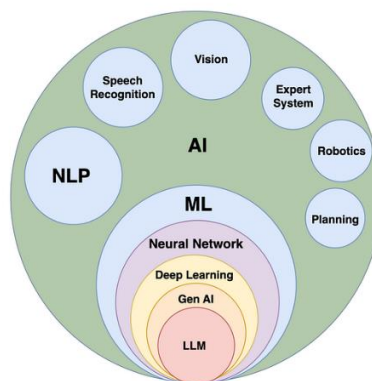 Vision
Speech
Recognition
Expert
System
AI
Robotics
NLP
ML
Planning
Neural Network
Deep Learning
Gen AI
LLM